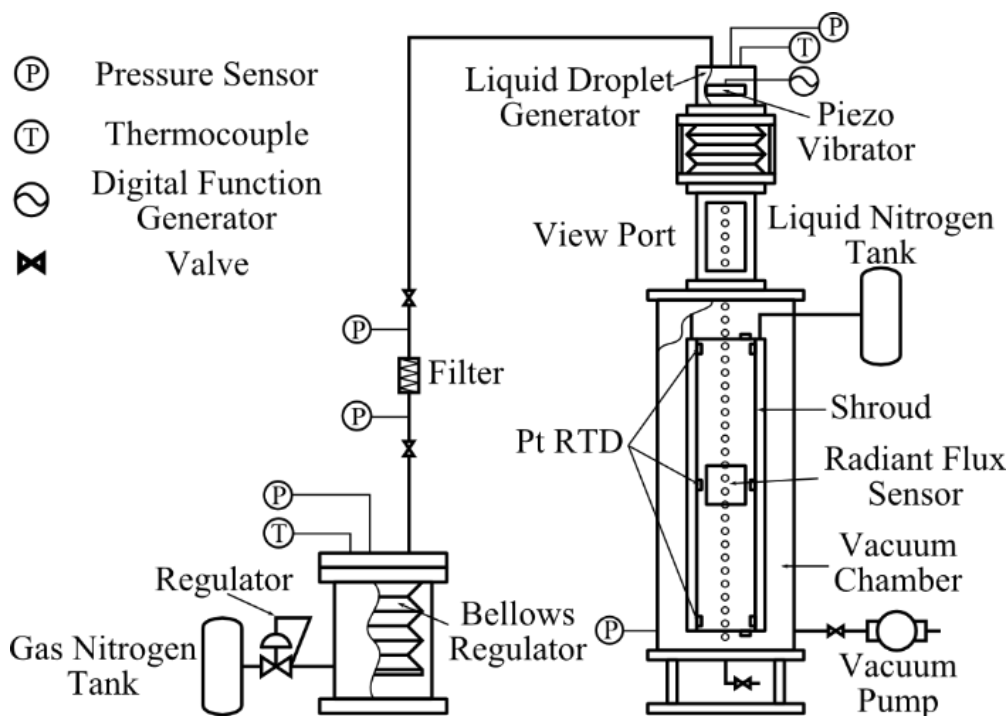 P Pressure Sensor
T Thermocouple
Digital Function
Generator
Valve
P
T
Liquid Droplet
Generator
Piezo
Vibrator
View Port
Liquid Nitrogen
Tank
P
Filter
P
Pt RTD
Shroud
Radiant Flux
Sensor
P
T
Vacuum
Chamber
Regulator
Bellows
Regulator
Gas Nitrogen
Tank
P
Vacuum
Pump